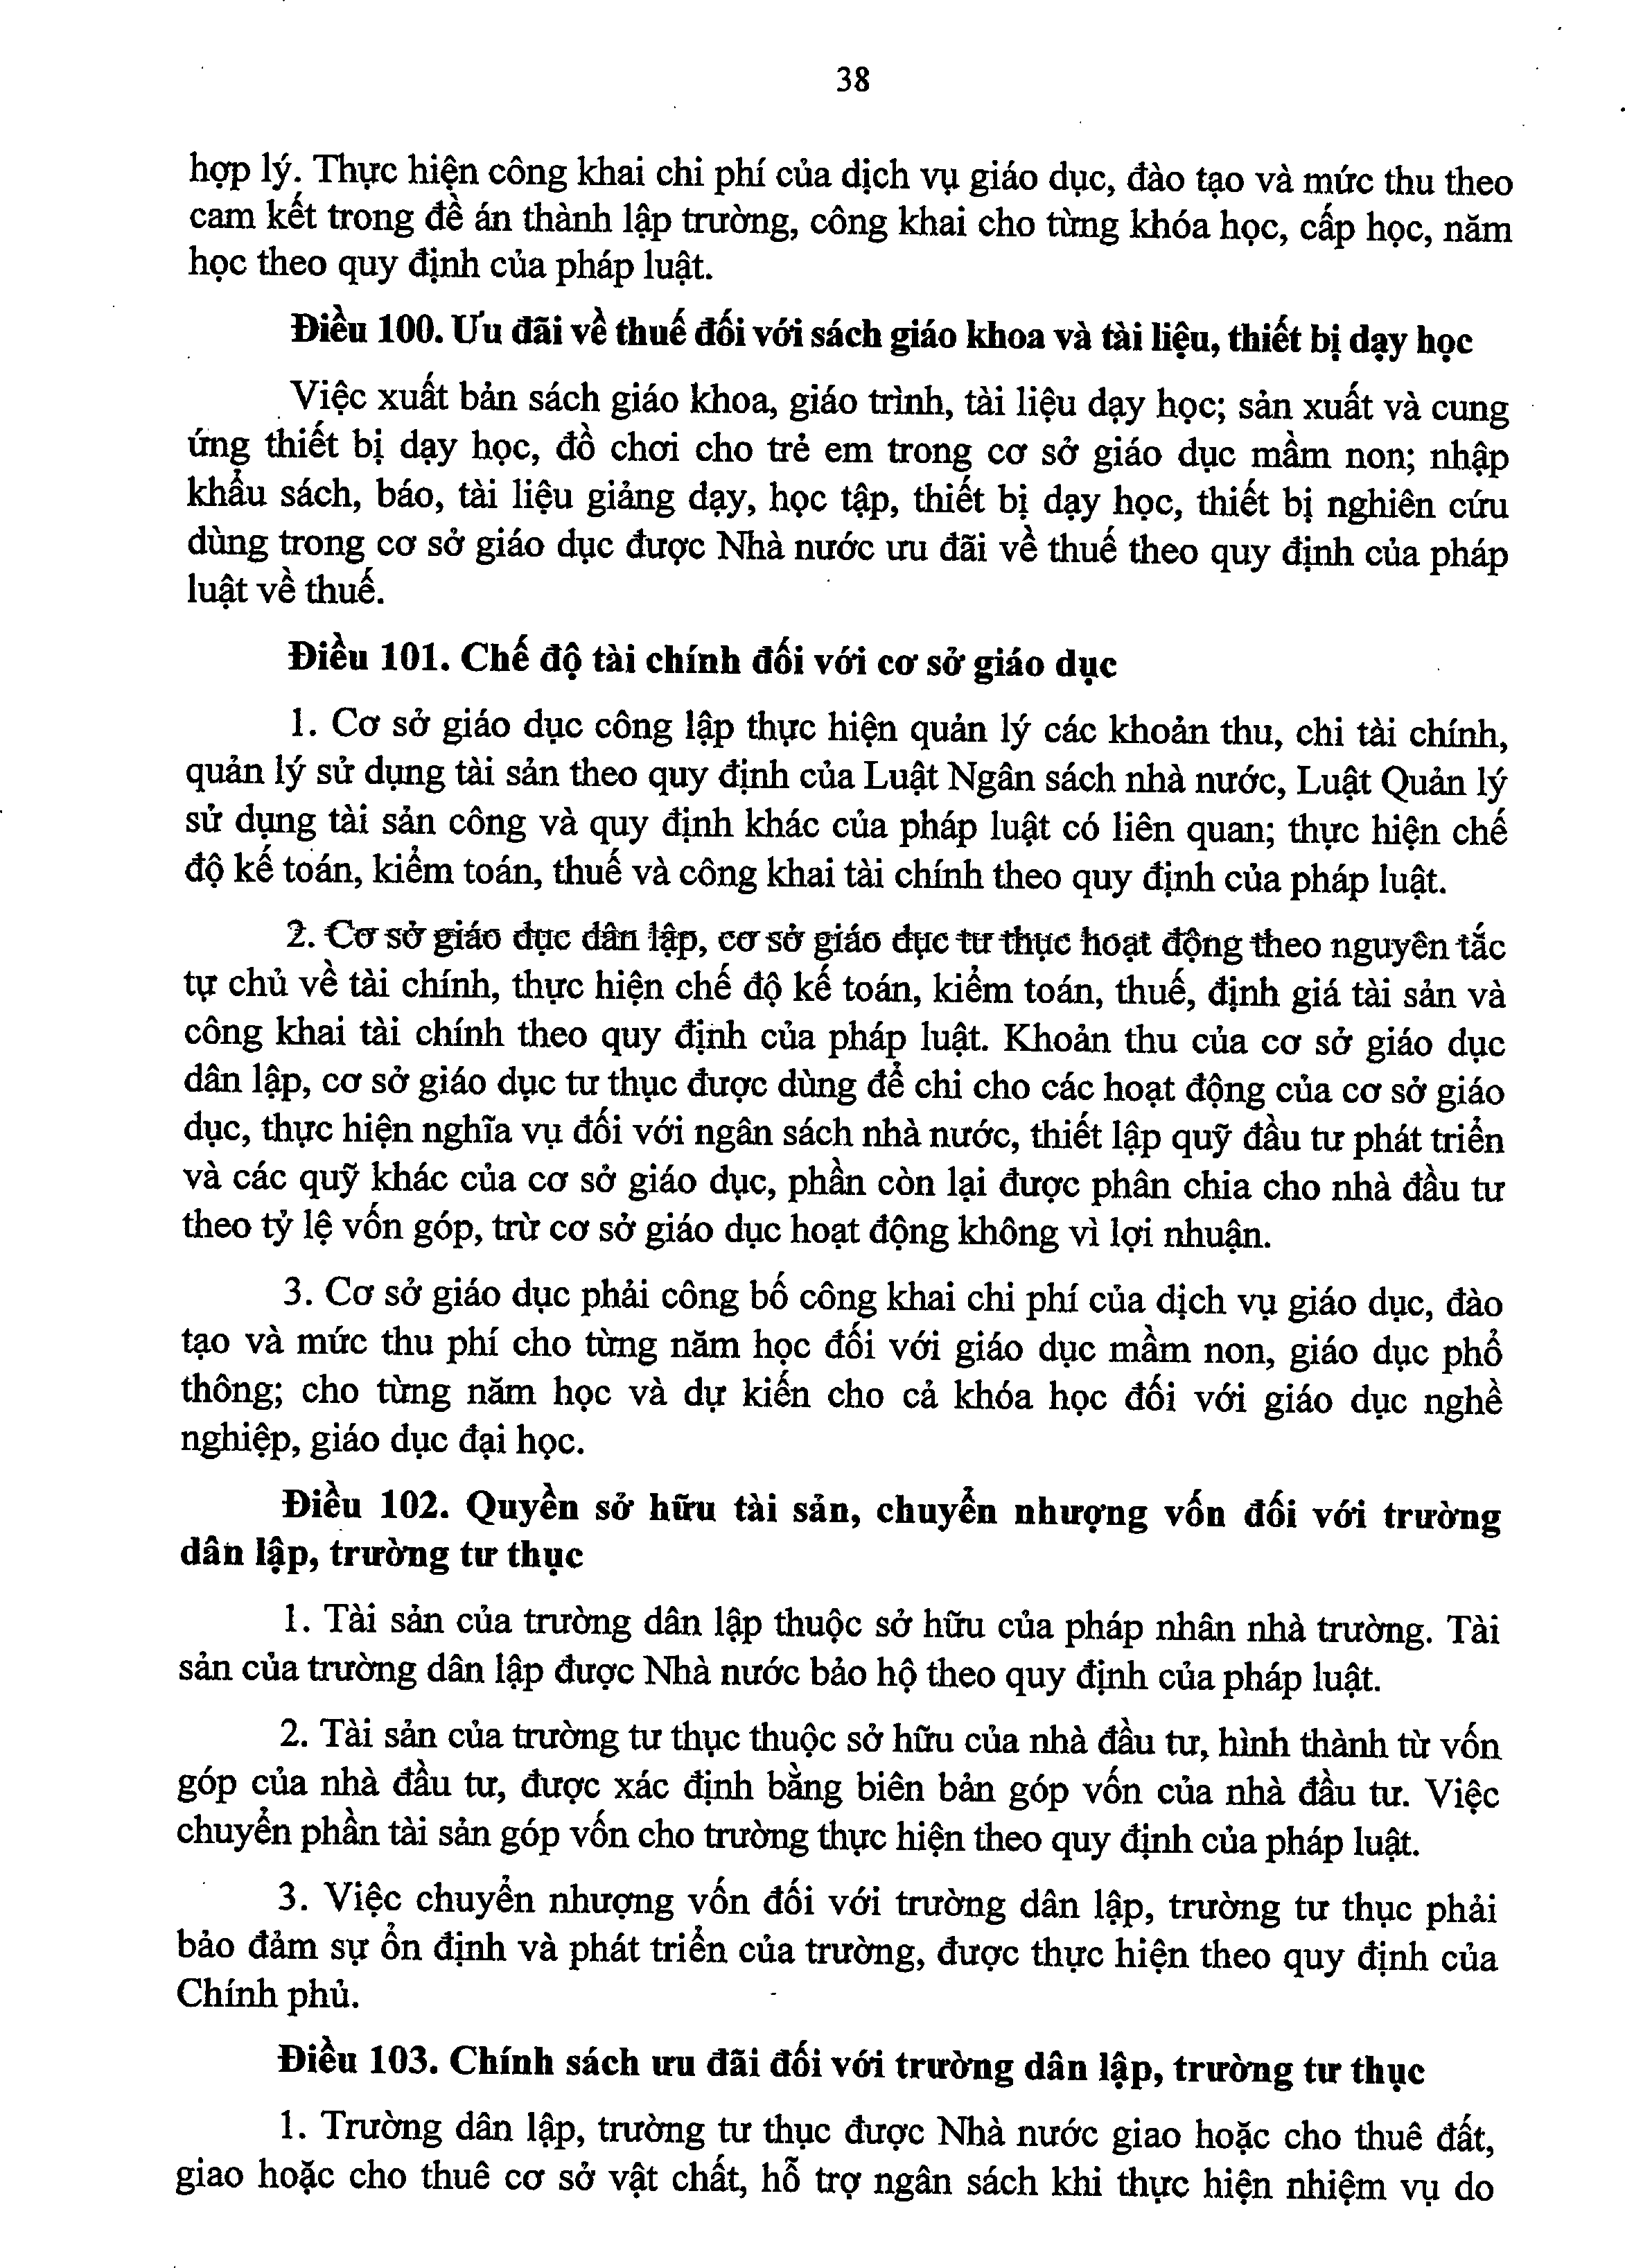 38
hợp lý. Thực hiện công khai chi phí của dịch vụ giáo dục, đào tạo và mức thu theo
cam kết trong đề án thành lập trường, công khai cho từng khóa học, cấp học, năm
học theo quy định của pháp luật.
Điều 100. Ưu đãi về thuế đối với sách giáo khoa và tài liệu, thiết bị dạy học
Việc xuất bản sách giáo khoa, giáo trình, tài liệu dạy học; sản xuất và cung
ứng thiết bị dạy học, đồ chơi cho trẻ em trong cơ sở giáo dục mầm non; nhập
khẩu sách, báo, tài liệu giảng dạy, học tập, thiết bị dạy học, thiết bị nghiên cứu
dùng trong cơ sở giáo dục được Nhà nước ưu đãi về thuế theo quy định của pháp
luật về thuế.
Điều 101. Chế độ tài chính đối với cơ sở giáo dục
1. Cơ sở giáo dục công lập thực hiện quản lý các khoản thu, chi tài chính,
quản lý sử dụng tài sản theo quy định của Luật Ngân sách nhà nước, Luật Quản lý
sử dụng tài sản công và quy định khác của pháp luật có liên quan; thực hiện chế
độ kế toán, kiểm toán, thuế và công khai tài chính theo quy định của pháp luật.
2. Cơ sở giáo dục dân lập, cơ sở giáo dục tư thục hoạt động theo nguyên tắc
tự chủ về tài chính, thực hiện chế độ kế toán, kiểm toán, thuế, định giá tài sản và
công khai tài chính theo quy định của pháp luật. Khoản thu của cơ sở giáo dục
dân lập, cơ sở giáo dục tư thục được dùng để chi cho các hoạt động của cơ sở giáo
dục, thực hiện nghĩa vụ đối với ngân sách nhà nước, thiết lập quỹ đầu tư phát triển
và các quỹ khác của cơ sở giáo dục, phần còn lại được phân chia cho nhà đầu tư
theo tỷ lệ vốn góp, trừ cơ sở giáo dục hoạt động không vì lợi nhuận.
3. Cơ sở giáo dục phải công bố công khai chi phí của dịch vụ giáo dục, đào
tạo và mức thu phí cho từng năm học đối với giáo dục mầm non, giáo dục phổ
thông; cho từng năm học và dự kiến cho cả khóa học đối với giáo dục nghề
nghiệp, giáo dục đại học.
Điều 102. Quyền sở hữu tài sản, chuyển nhượng vốn đối với trường
dân lập, trường tư thục
1. Tài sản của trường dân lập thuộc sở hữu của pháp nhân nhà trường. Tài
sản của trường dân lập được Nhà nước bảo hộ theo quy định của pháp luật.
2. Tài sản của trường tư thục thuộc sở hữu của nhà đầu tư, hình thành từ vốn
góp của nhà đầu tư, được xác định bằng biên bản góp vốn của nhà đầu tư. Việc
chuyển phần tài sản góp vốn cho trường thực hiện theo quy định của pháp luật.
3. Việc chuyển nhượng vốn đối với trường dân lập, trường tư thục phải
bảo đảm sự ổn định và phát triển của trường, được thực hiện theo quy định của
Chính phủ.
Điều 103. Chính sách ưu đãi đối với trường dân lập, trường tư thục
1. Trường dân lập, trường tư thục được Nhà nước giao hoặc cho thuê đất,
giao hoặc cho thuê cơ sở vật chất, hỗ trợ ngân sách khi thực hiện nhiệm vụ do